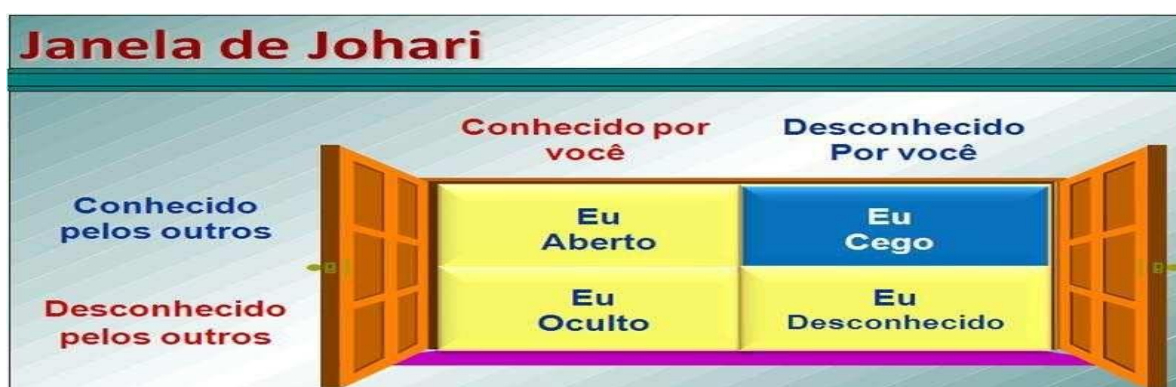 Janela de Johari
Conhecido por
você
Desconhecido
Por você
Conhecido
pelos outros
Eu
Aberto
Eu
Cego
Desconhecido
pelos outros
Eu
Oculto
Eu
Desconhecido